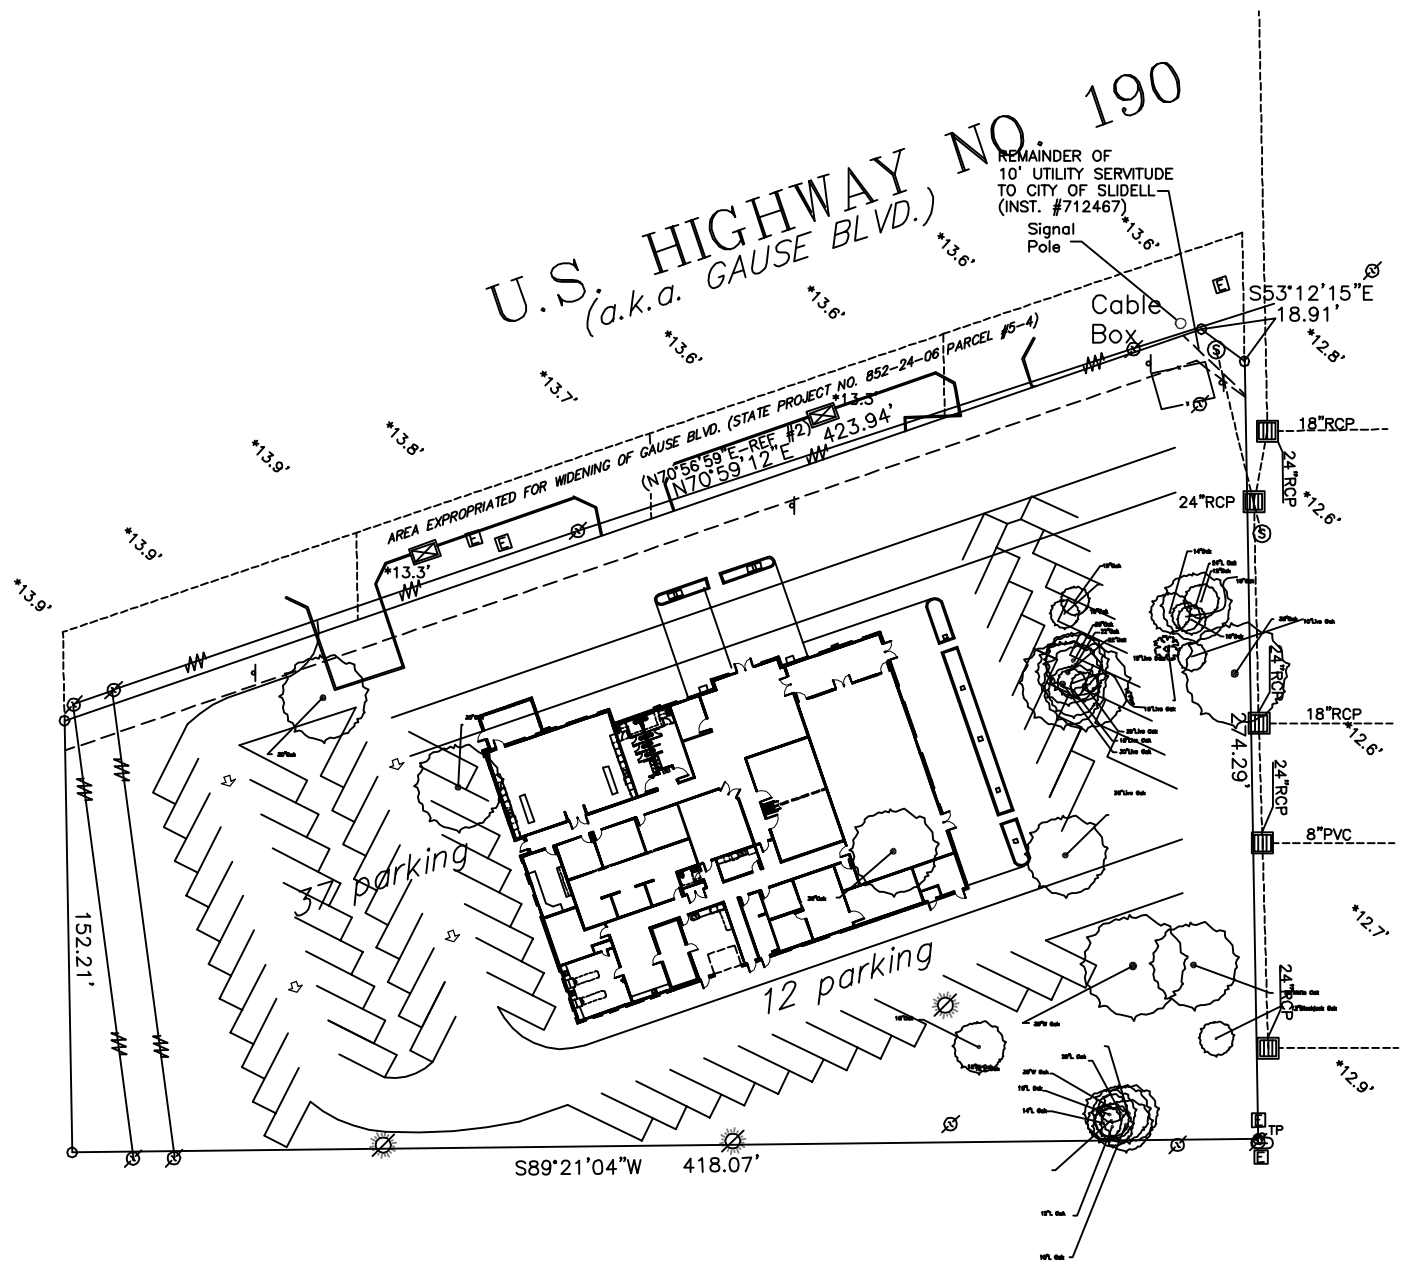 U.S. HIGHWAY NO. 190
(a.k.a. GAUSE BLVD.)
REMAINDER OF
10' UTILITY SERVITUDE
TO CITY OF SLIDELL
(INST. #712467)
Signal
Pole
Cable
Box
S53°12'15"E
18.91'
*13.6'
*13.6'
*13.6'
*13.6'
*13.7'
*13.8'
*13.9'
*13.9'
*13.9'
*12.8'
AREA EXPROPRIATED FOR WIDENING OF GAUSE BLVD. (STATE PROJECT NO. 852-24-06 PARCEL #5-4)
*13.3'
(N70°56'59"E-REF #2)
N70°59'12"E 423.94'
*13.3'
E
E
E
S
S
18"RCP
24"RCP
24"RCP
*12.6'
24"RCP
18"RCP
*12.6'
274.29'
24"RCP
8"PVC
*12.7'
24"RCP
*12.9'
37 parking
12 parking
152.21'
S89°21'04"W 418.07'
E
TP
E